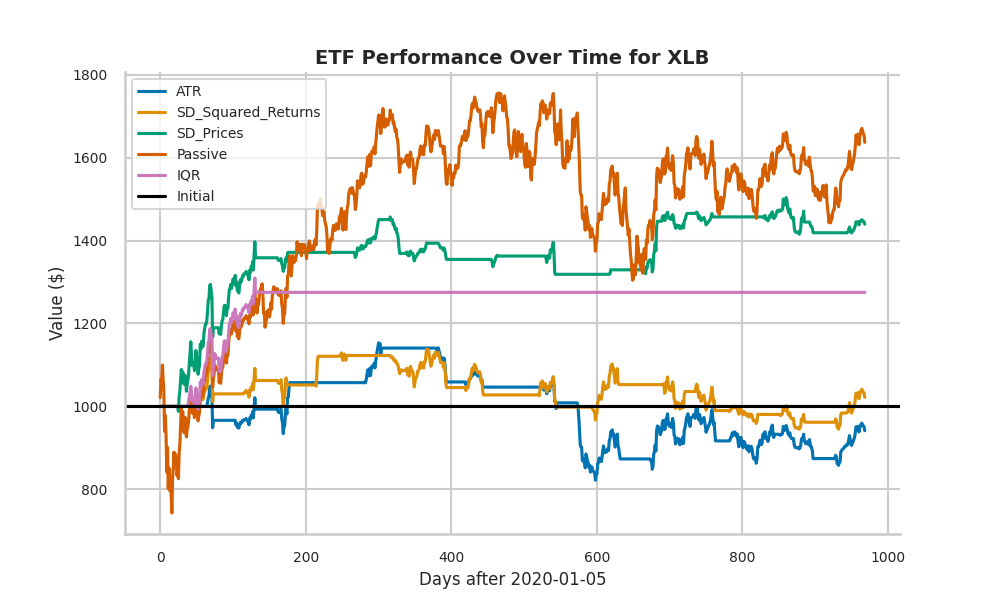 ETF Performance Over Time for XLB
ATR
SD_Squared_Returns
SD_Prices
Passive
IQR
Initial
1800
1600
1400
1200
1000
800
Value ($)
0 200 400 600 800 1000
Days after 2020-01-05